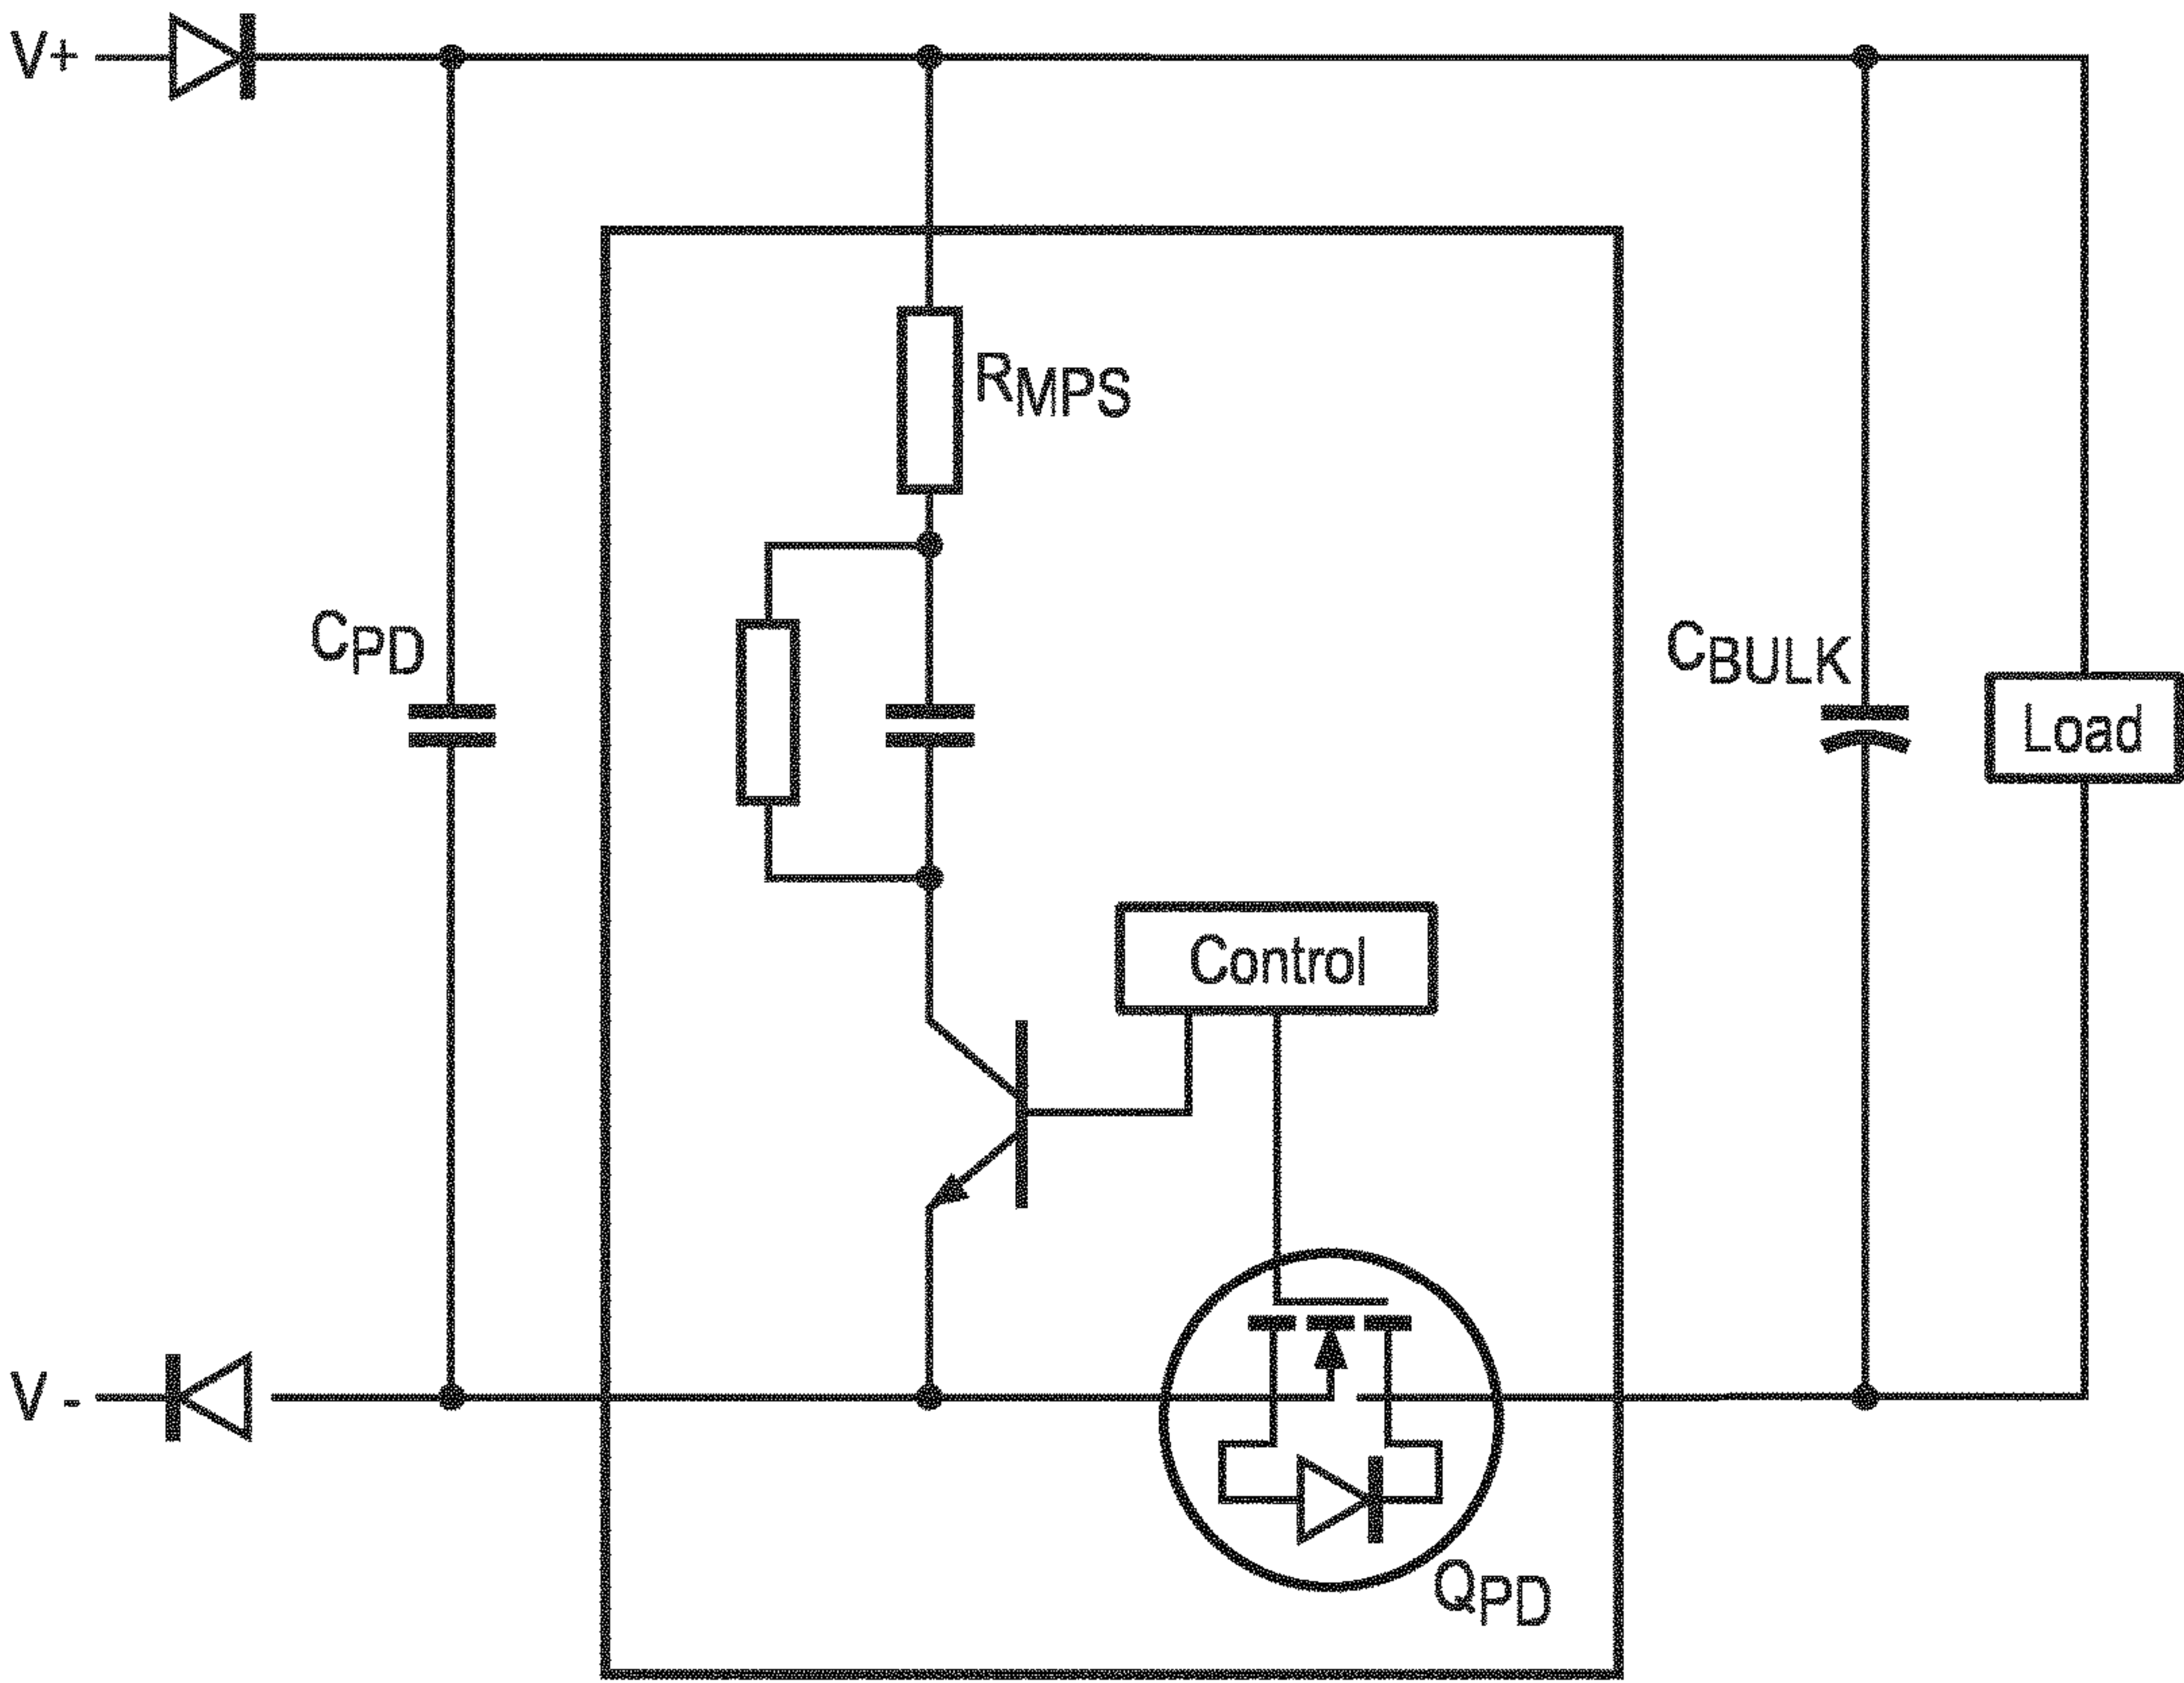 V+
RMPS
CPD
CBULK
Load
Control
V -
QPD